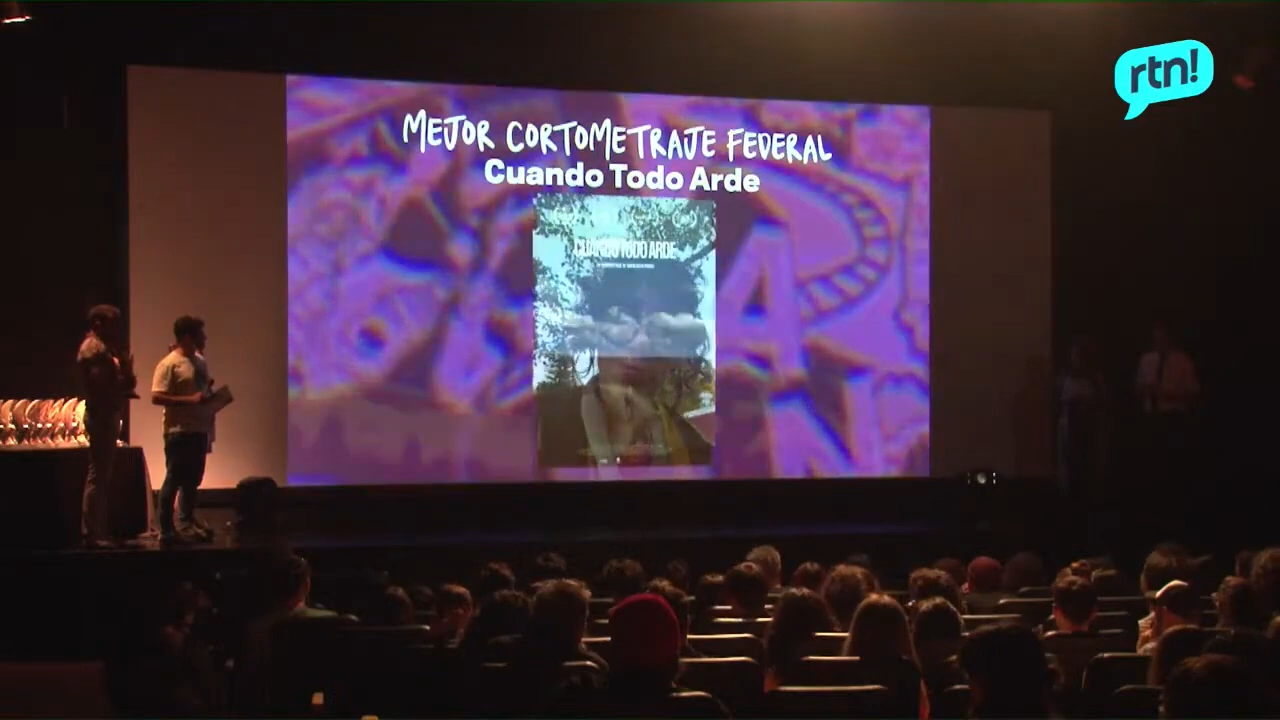 rtn!
MEJOR CORTOMETRAJE FEDERAL
Cuando Todo Arde
CUANDO TODO ARDE